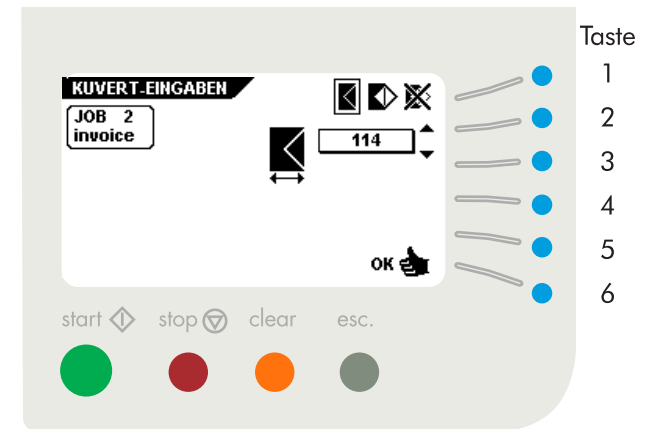 Taste
KUVERT-EINGABEN
1
JOB 2
invoice
2
114
3
4
5
OK
6
start
stop
clear
esc.